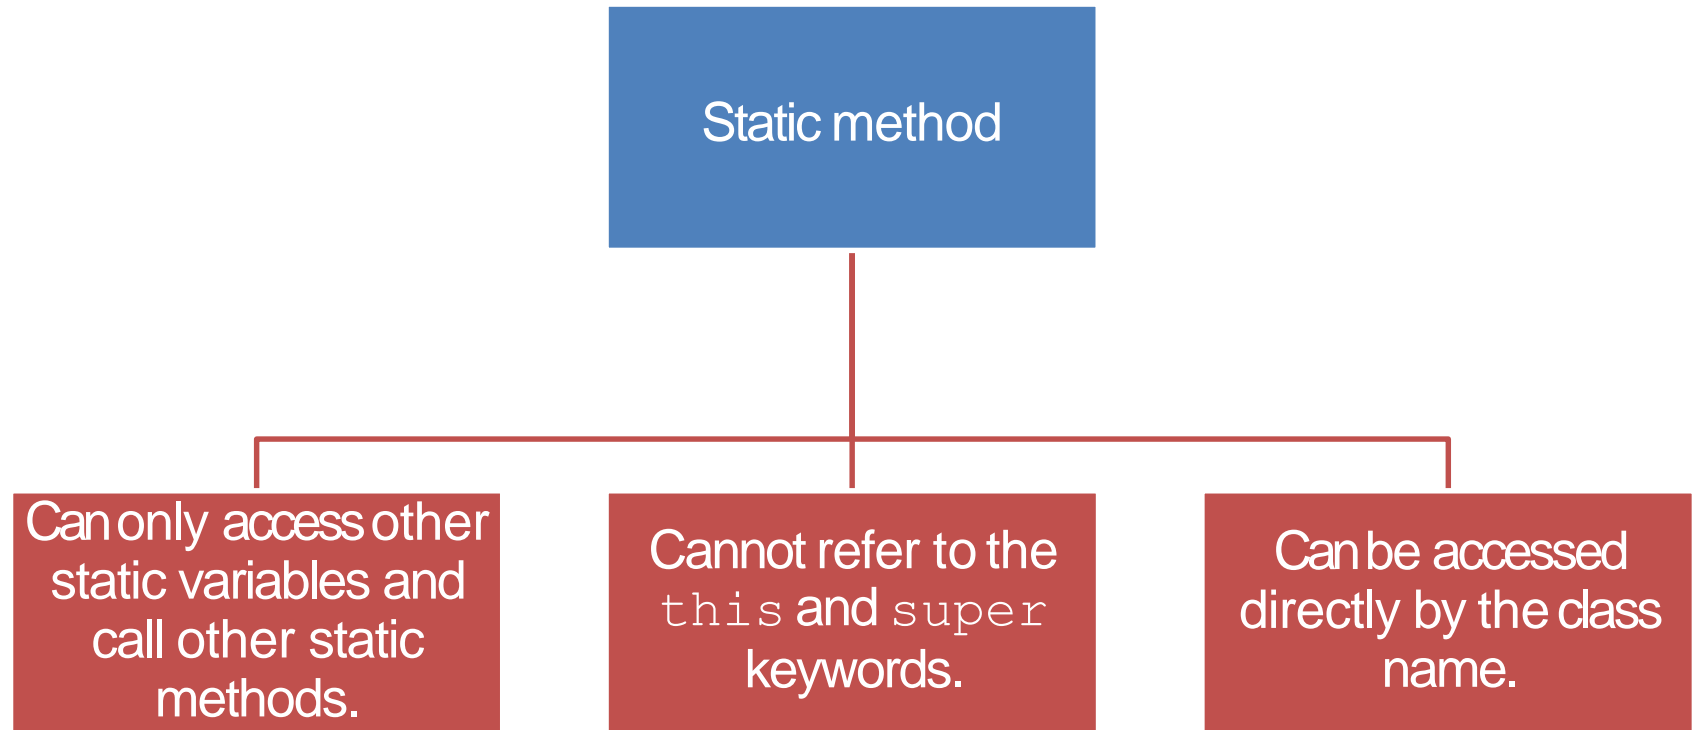 Static method
Can only access other
static variables and
call other static
methods.
Cannot refer to the
this and super
keywords.
Can be accessed
directly by the class
name.